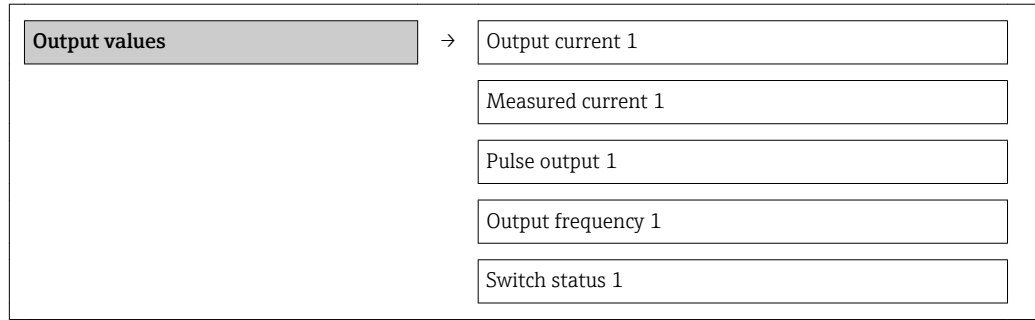 Output values → Output current 1
Measured current 1
Pulse output 1
Output frequency 1
Switch status 1